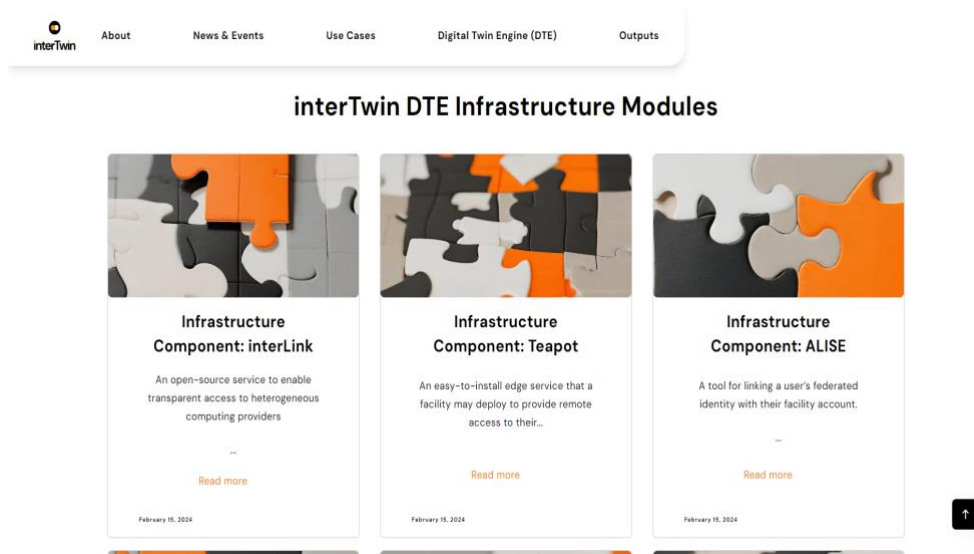 interTwin
About
News & Events
Use Cases
Digital Twin Engine (DTE)
Outputs
interTwin DTE Infrastructure Modules
Infrastructure
Component: interLink
An open-source service to enable
transparent access to heterogeneous
computing providers
...
Read more
February 15, 2024
Infrastructure
Component: Teapot
An easy-to-install edge service that a
facility may deploy to provide remote
access to their...
Read more
February 15, 2024
Infrastructure
Component: ALISE
A tool for linking a user's federated
identity with their facility account.
...
Read more
February 15, 2024